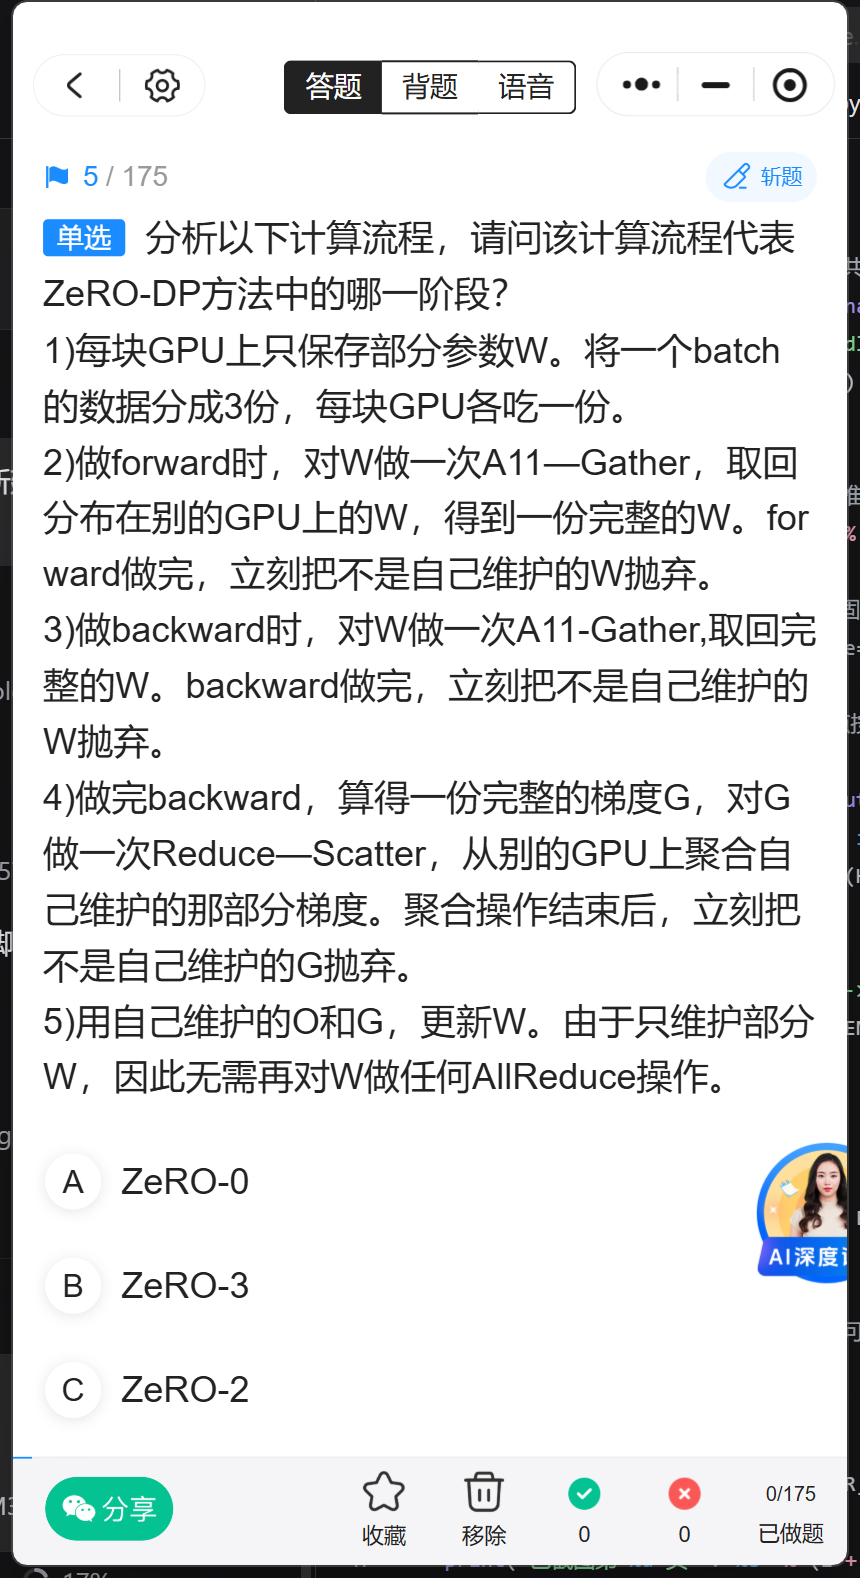 答题 背题 语音
5 / 175 斩题
单选 分析以下计算流程，请问该计算流程代表
ZeRO-DP方法中的哪一阶段？
1)每块GPU上只保存部分参数W。将一个batch
的数据分成3份，每块GPU各吃一份。
2)做forward时，对W做一次A11—Gather，取回
分布在别的GPU上的W，得到一份完整的W。for
ward做完，立刻把不是自己维护的W抛弃。
3)做backward时，对W做一次A11-Gather,取回完
整的W。backward做完，立刻把不是自己维护的
W抛弃。
4)做完backward，算得一份完整的梯度G，对G
做一次Reduce—Scatter，从别的GPU上聚合自
己维护的那部分梯度。聚合操作结束后，立刻把
不是自己维护的G抛弃。
5)用自己维护的O和G，更新W。由于只维护部分
W，因此无需再对W做任何AllReduce操作。
A ZeRO-0
AI深度
B ZeRO-3
C ZeRO-2
分享 收藏 移除 0 0 0/175 已做题
17%